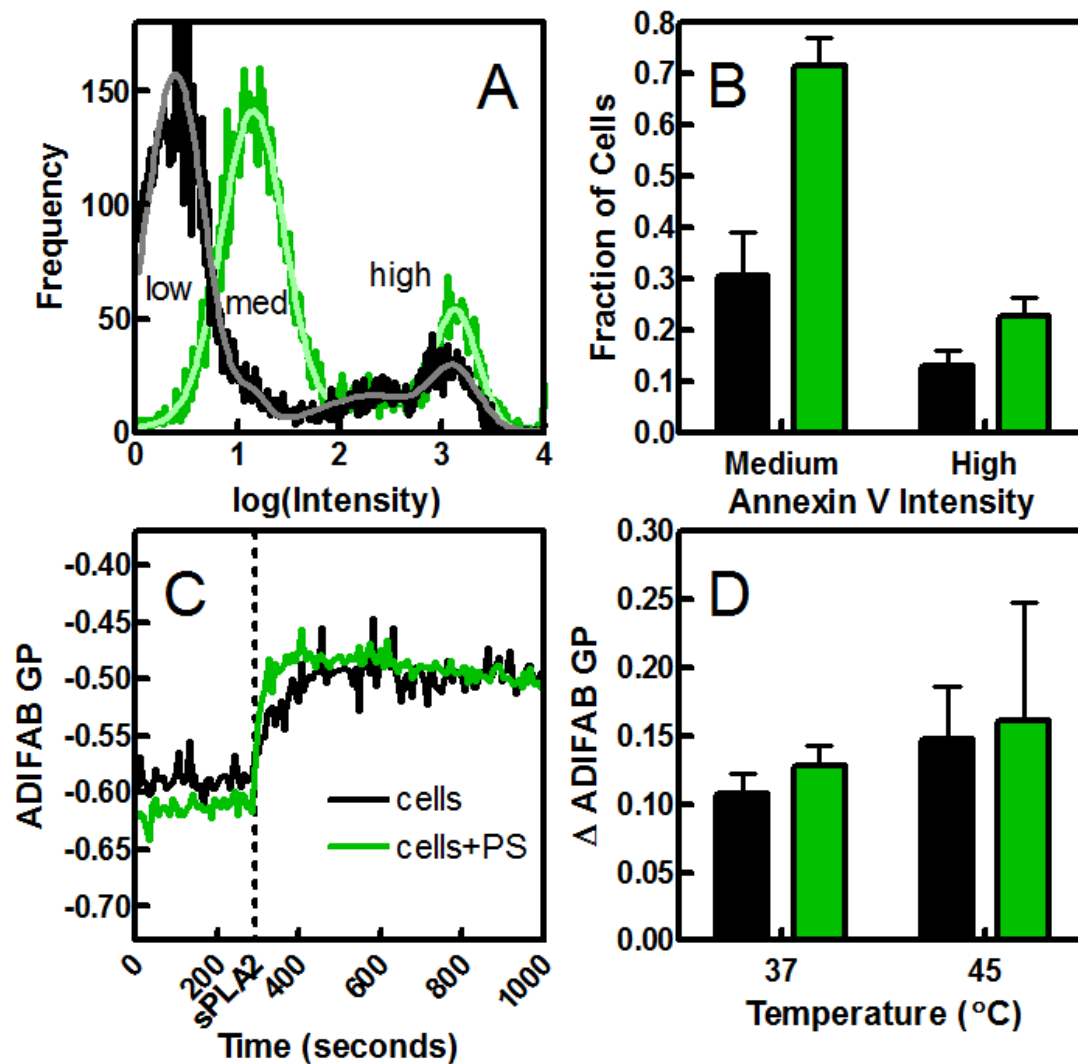 A
Frequency
150
100
50
0
low
med
high
0 1 2 3 4
log(Intensity)
B
Fraction of Cells
0.8
0.7
0.6
0.5
0.4
0.3
0.2
0.1
0.0
Medium High
Annexin V Intensity
C
ADIFAB GP
-0.40
-0.45
-0.50
-0.55
-0.60
-0.65
-0.70
cells
cells+PS
0 200 sPLA2 400 600 800 1000
Time (seconds)
D
Δ ADIFAB GP
0.30
0.25
0.20
0.15
0.10
0.05
0.00
37 45
Temperature (°C)